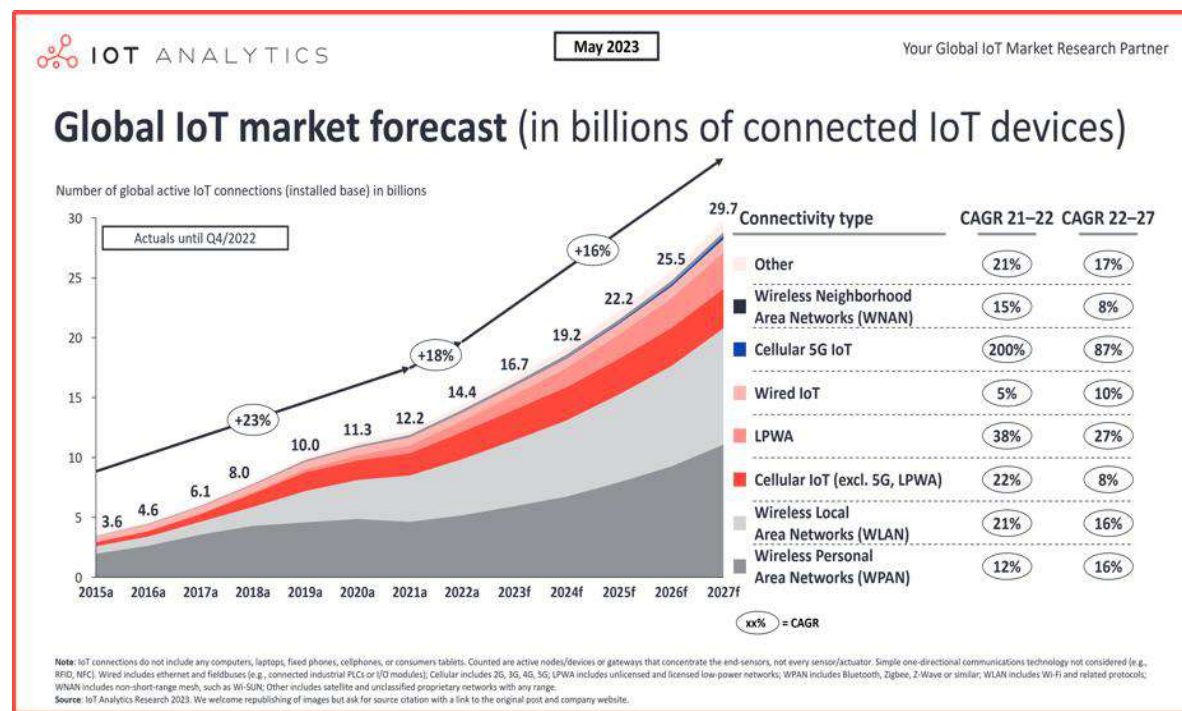 IOT ANALYTICS
May 2023
Your Global IoT Market Research Partner
Global IoT market forecast (in billions of connected IoT devices)
Number of global active IoT connections (installed base) in billions
Actuals until Q4/2022
30
25
20
15
10
5
0
+23%
+18%
+16%
3.6
4.6
6.1
8.0
10.0
11.3
12.2
14.4
16.7
19.2
22.2
25.5
29.7
2015a 2016a 2017a 2018a 2019a 2020a 2021a 2022a 2023f 2024f 2025f 2026f 2027f
Connectivity type CAGR 21–22 CAGR 22–27
Other 21% 17%
Wireless Neighborhood
Area Networks (WNAN) 15% 8%
Cellular 5G IoT 200% 87%
Wired IoT 5% 10%
LPWA 38% 27%
Cellular IoT (excl. 5G, LPWA) 22% 8%
Wireless Local
Area Networks (WLAN) 21% 16%
Wireless Personal
Area Networks (WPAN) 12% 16%
xx% = CAGR
Note: IoT connections do not include any computers, laptops, fixed phones, cellphones, or consumers tablets. Counted are active nodes/devices or gateways that concentrate the end-sensors, not every sensor/actuator. Simple one-directional communications technology not considered (e.g.,
RFID, NFC). Wired includes ethernet and fieldbuses (e.g., connected industrial PLCs or I/O modules); Cellular includes 2G, 3G, 4G, 5G; LPWA includes unlicensed and licensed low-power networks; WPAN includes Bluetooth, Zigbee, Z-Wave or similar; WLAN includes Wi-Fi and related protocols;
WNAN includes non-short-range mesh, such as Wi-SUN; Other includes satellite and unclassified proprietary networks with any range.
Source: IoT Analytics Research 2023. We welcome republishing of images but ask for source citation with a link to the original post and company website.